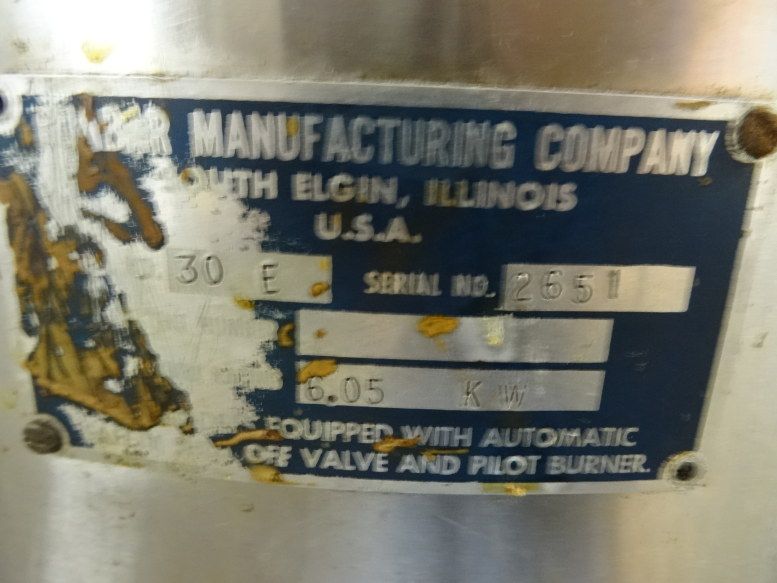 MANUFACTURING COMPANY
SOUTH ELGIN, ILLINOIS
U.S.A.
30 E SERIAL NO. 2651
6.05 KW
EQUIPPED WITH AUTOMATIC
OFF VALVE AND PILOT BURNER.